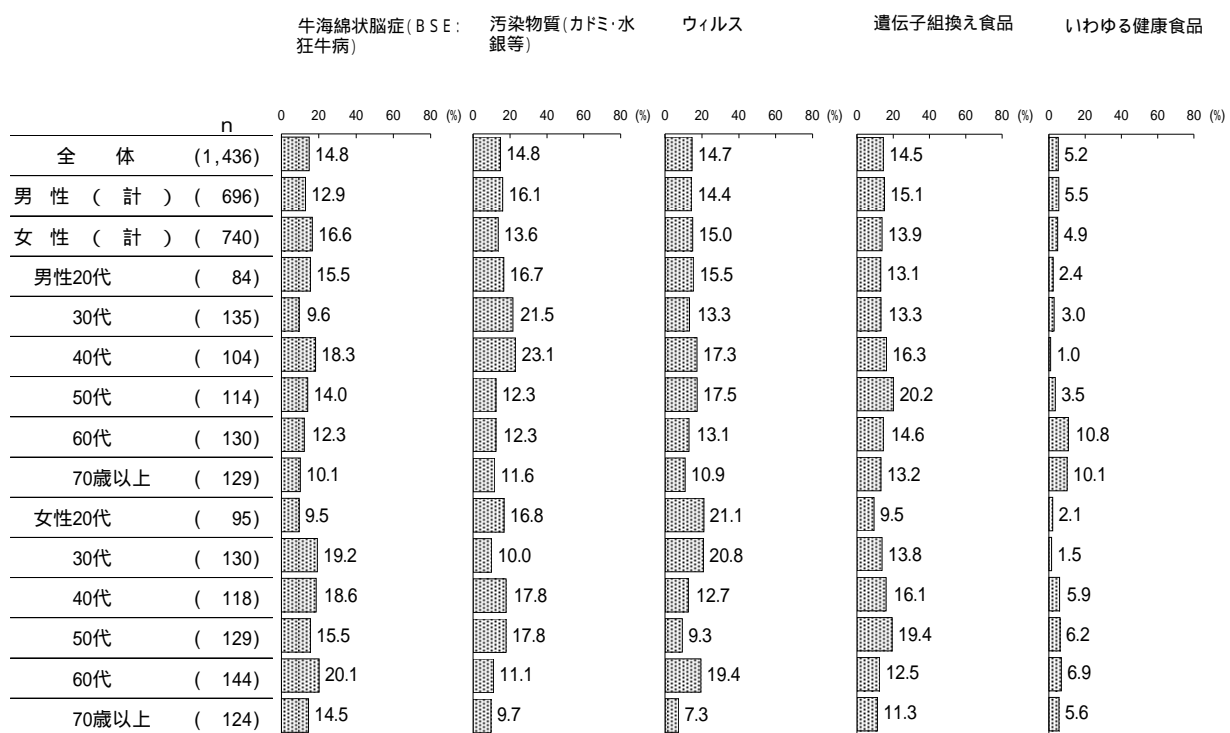 牛海綿状脳症(ＢＳＥ:
狂牛病)
汚染物質(カドミ･水
銀等)
ウィルス
遺伝子組換え食品
いわゆる健康食品
n
0 20 40 60 80 (%) 0 20 40 60 80 (%) 0 20 40 60 80 (%) 0 20 40 60 80 (%) 0 20 40 60 80 (%)
全　体 (1,436) 14.8 14.8 14.7 14.5 5.2
男　性　(　計　) ( 696) 12.9 16.1 14.4 15.1 5.5
女　性　(　計　) ( 740) 16.6 13.6 15.0 13.9 4.9
男性20代 ( 84) 15.5 16.7 15.5 13.1 2.4
30代 ( 135) 9.6 21.5 13.3 13.3 3.0
40代 ( 104) 18.3 23.1 17.3 16.3 1.0
50代 ( 114) 14.0 12.3 17.5 20.2 3.5
60代 ( 130) 12.3 12.3 13.1 14.6 10.8
70歳以上 ( 129) 10.1 11.6 10.9 13.2 10.1
女性20代 ( 95) 9.5 16.8 21.1 9.5 2.1
30代 ( 130) 19.2 10.0 20.8 13.8 1.5
40代 ( 118) 18.6 17.8 12.7 16.1 5.9
50代 ( 129) 15.5 17.8 9.3 19.4 6.2
60代 ( 144) 20.1 11.1 19.4 12.5 6.9
70歳以上 ( 124) 14.5 9.7 7.3 11.3 5.6